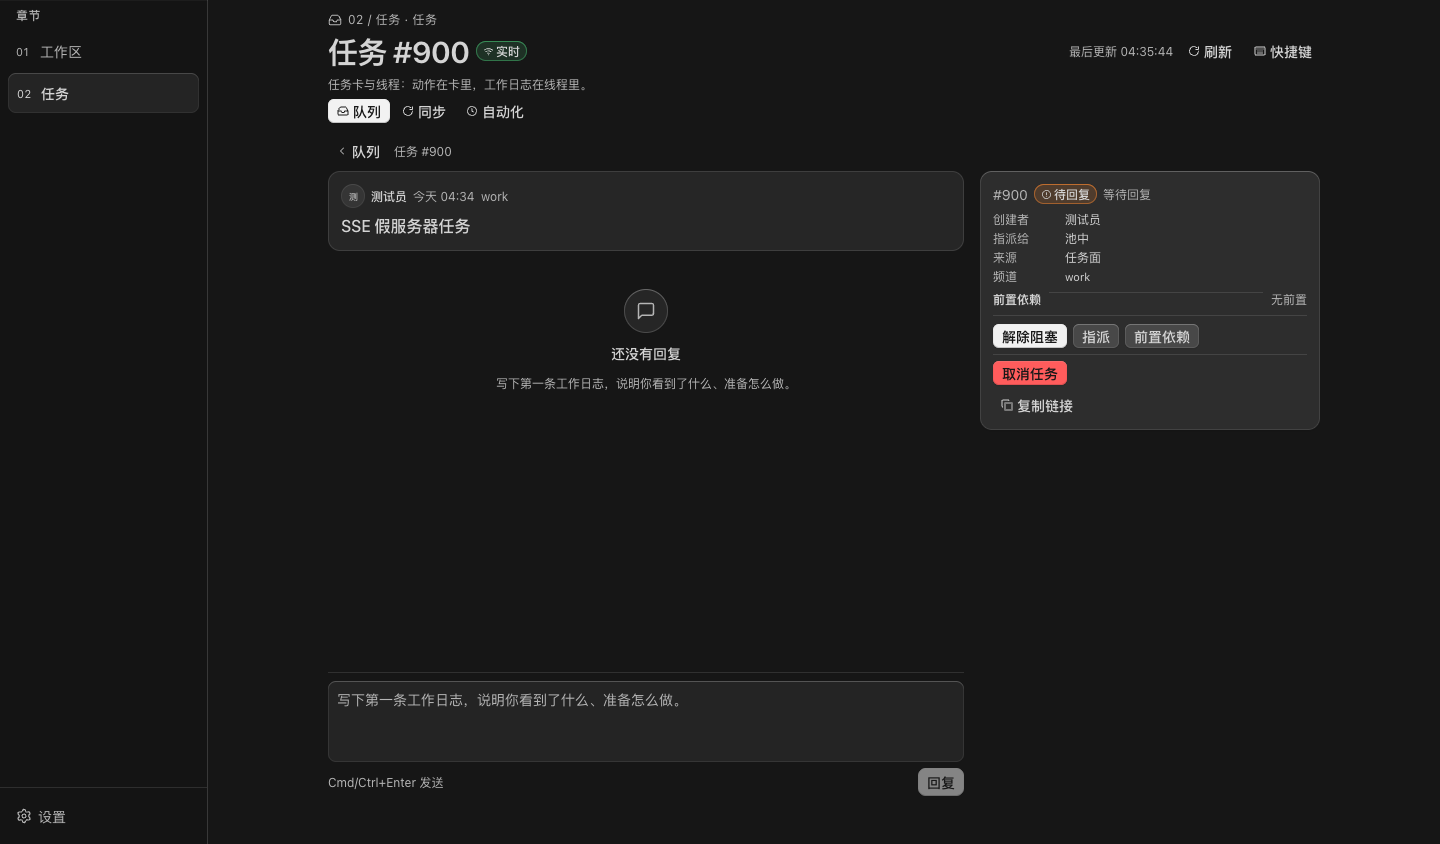 章节
01 工作区
02 任务
设置
02 / 任务 · 任务
任务 #900 实时
最后更新 04:35:44 刷新 快捷键
任务卡与线程：动作在卡里，工作日志在线程里。
队列 同步 自动化
队列 任务 #900
测 测试员 今天 04:34 work
SSE 假服务器任务
还没有回复
写下第一条工作日志，说明你看到了什么、准备怎么做。
写下第一条工作日志，说明你看到了什么、准备怎么做。
Cmd/Ctrl+Enter 发送 回复
#900 待回复 等待回复
创建者 测试员
指派给 池中
来源 任务面
频道 work
前置依赖 无前置
解除阻塞 指派 前置依赖
取消任务
复制链接